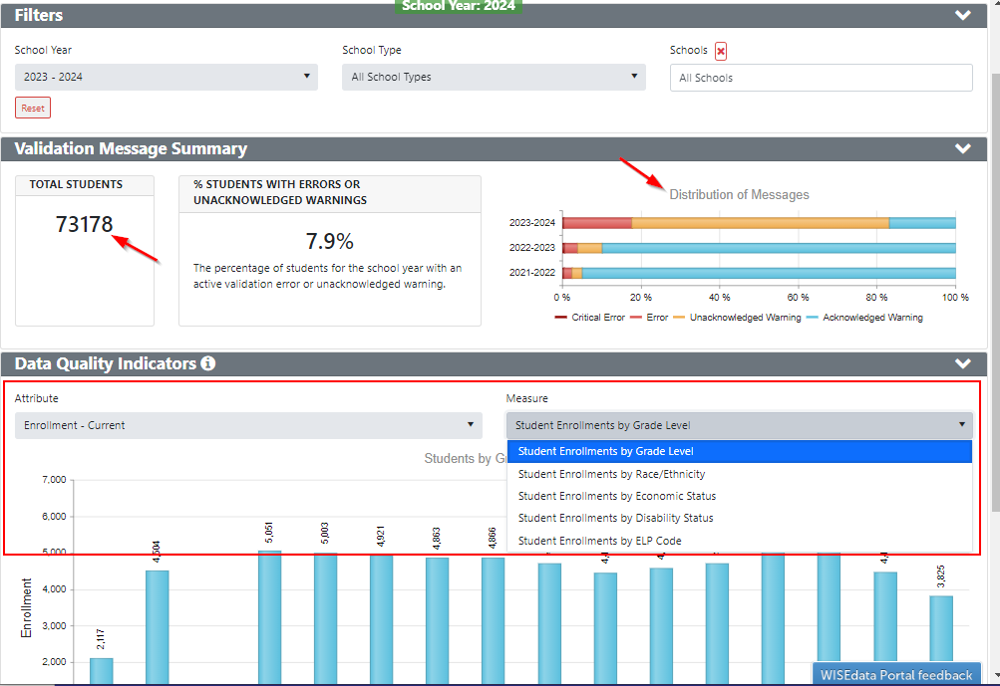 School Year: 2024
Filters
School Year
School Type
Schools
2023 - 2024
All School Types
All Schools
Reset
Validation Message Summary
TOTAL STUDENTS
73178
% STUDENTS WITH ERRORS OR
UNACKNOWLEDGED WARNINGS
7.9%
The percentage of students for the school year with an
active validation error or unacknowledged warning.
Distribution of Messages
2023-2024
2022-2023
2021-2022
0 %
20 %
40 %
60 %
80 %
100 %
Critical Error
Error
Unacknowledged Warning
Acknowledged Warning
Data Quality Indicators
Attribute
Enrollment - Current
Measure
Student Enrollments by Grade Level
Student Enrollments by Grade Level
Student Enrollments by Race/Ethnicity
Student Enrollments by Economic Status
Student Enrollments by Disability Status
Student Enrollments by ELP Code
Students by G
7,000
6,000
5,000
4,000
3,000
2,000
Enrollment
2,117
4,504
5,051
5,003
4,921
4,863
4,866
3,825
WISEdata Portal feedback